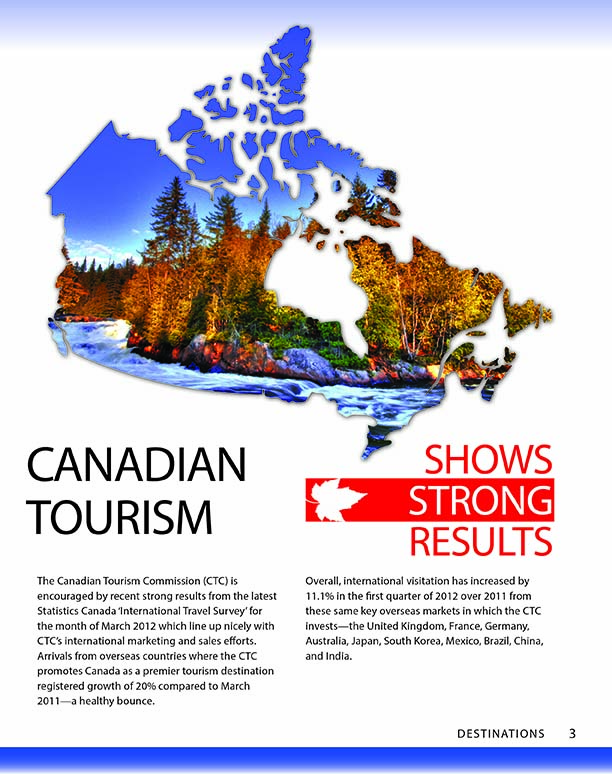 CANADIAN
TOURISM
SHOWS
STRONG
RESULTS
The Canadian Tourism Commission (CTC) is
encouraged by recent strong results from the latest
Statistics Canada ‘International Travel Survey’ for
the month of March 2012 which line up nicely with
CTC’s international marketing and sales efforts.
Arrivals from overseas countries where the CTC
promotes Canada as a premier tourism destination
registered growth of 20% compared to March
2011—a healthy bounce.
Overall, international visitation has increased by
11.1% in the first quarter of 2012 over 2011 from
these same key overseas markets in which the CTC
invests—the United Kingdom, France, Germany,
Australia, Japan, South Korea, Mexico, Brazil, China,
and India.
DESTINATIONS 3